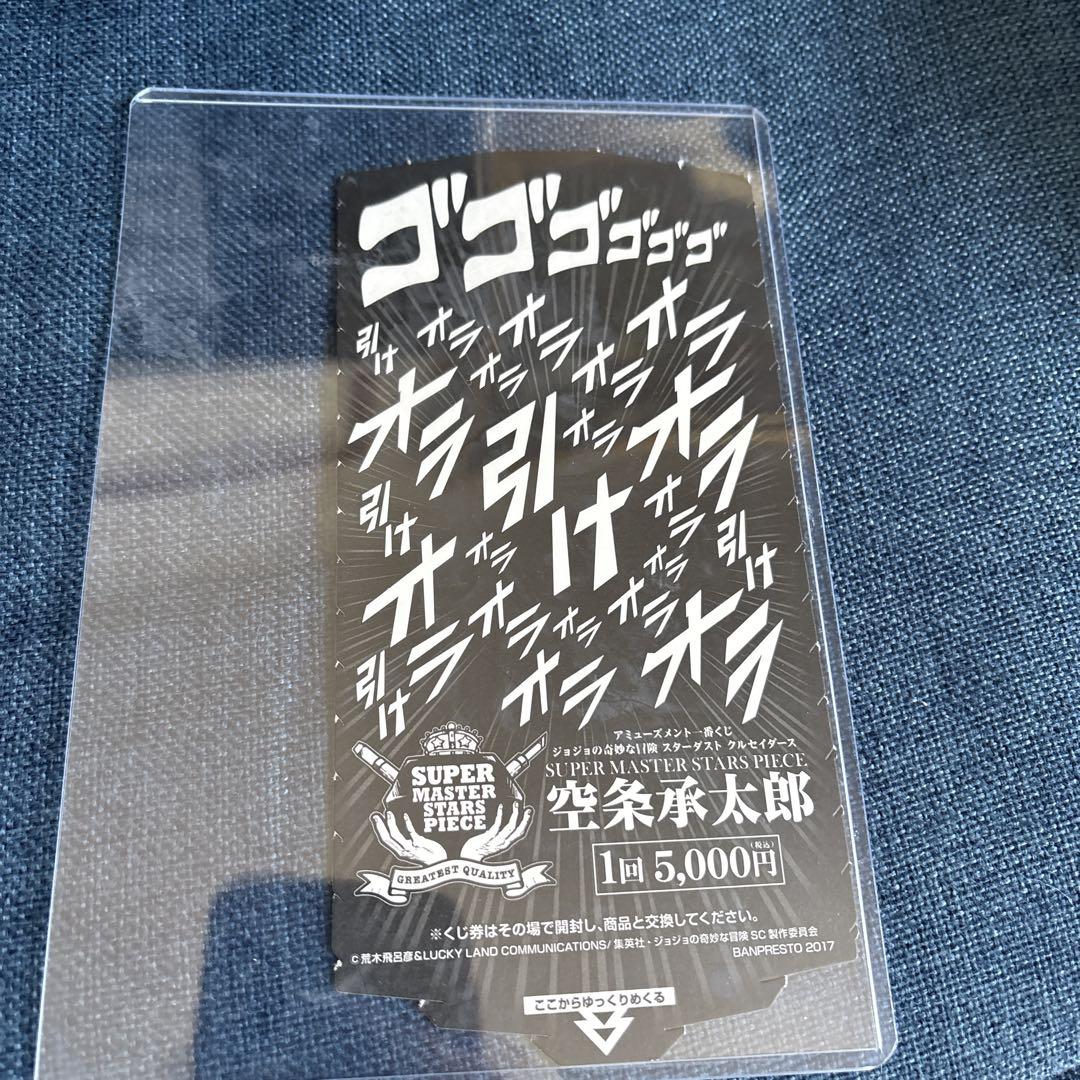 ゴゴゴゴゴゴ
引け
オラ
オラ
オラ
オラ
オラ
オラ
引け
オラ
オラ
引け
オラ
オラ
オラ
オラ
引け
オラ
オラ
オラ
オラ
オラ
引け
アミューズメント一番くじ
ジョジョの奇妙な冒険 スターダスト クルセイダース
SUPER MASTER STARS PIECE
空条承太郎
1回 5,000円(税込)
SUPER
MASTER
STARS
PIECE
GREATEST QUALITY
※くじ券はその場で開封し、商品と交換してください。
©荒木飛呂彦&LUCKY LAND COMMUNICATIONS/集英社・ジョジョの奇妙な冒険SC製作委員会
BANPRESTO 2017
ここからゆっくりめくる